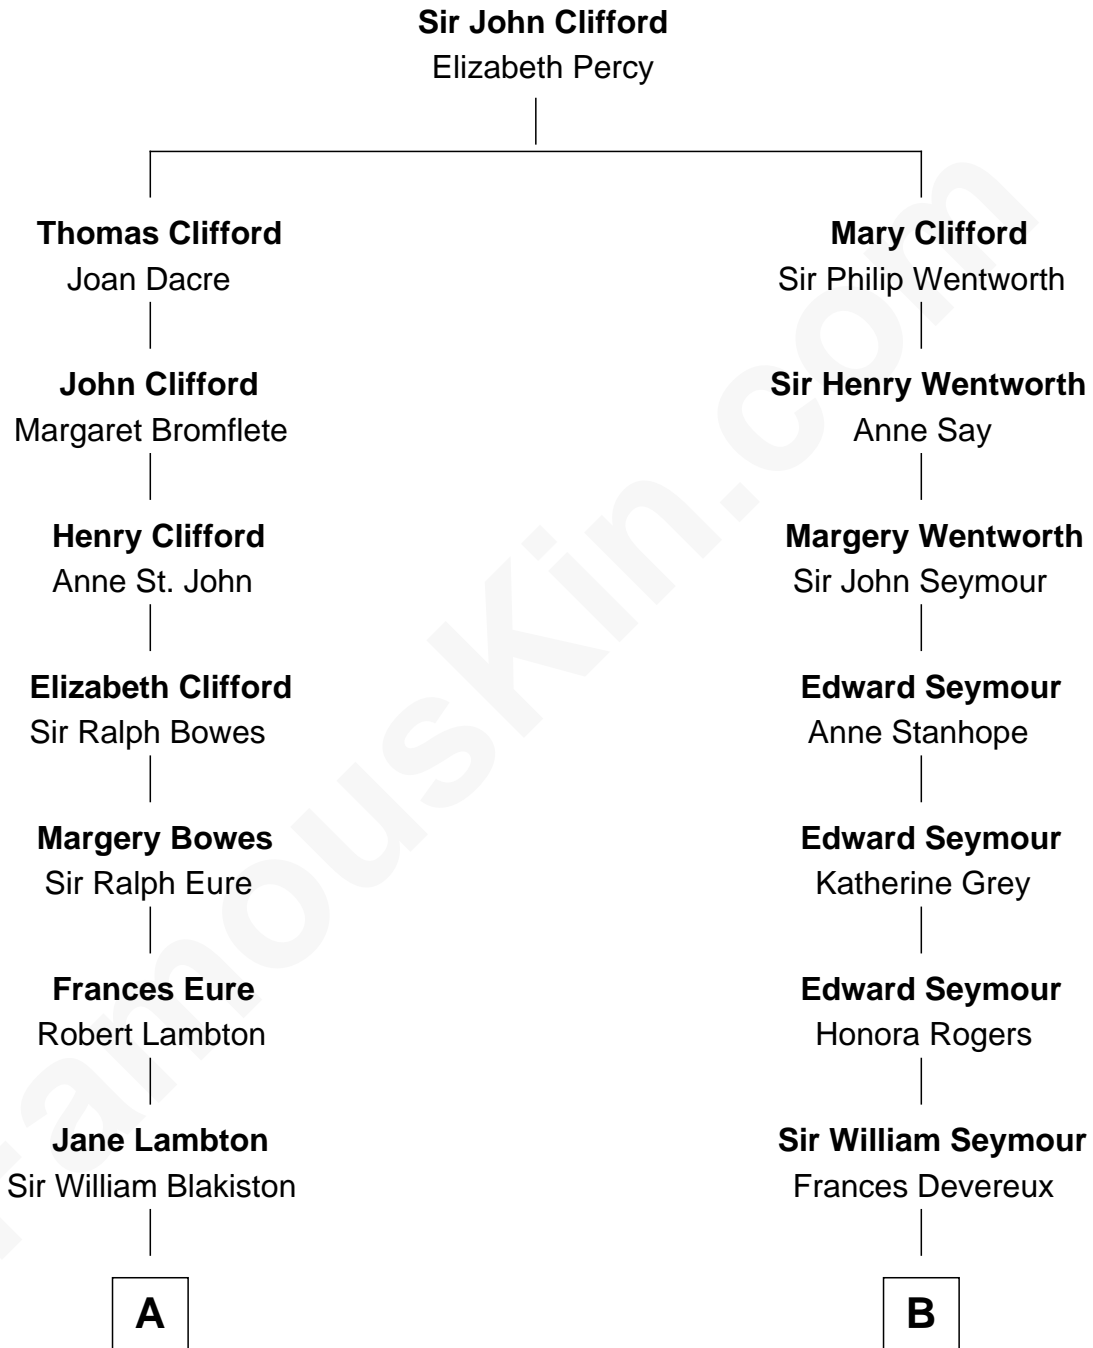 Sir John Clifford
Elizabeth Percy
Thomas Clifford
Joan Dacre
Mary Clifford
Sir Philip Wentworth
John Clifford
Margaret Bromflete
Sir Henry Wentworth
Anne Say
Henry Clifford
Anne St. John
Margery Wentworth
Sir John Seymour
Elizabeth Clifford
Sir Ralph Bowes
Edward Seymour
Anne Stanhope
Margery Bowes
Sir Ralph Eure
Edward Seymour
Katherine Grey
Frances Eure
Robert Lambton
Edward Seymour
Honora Rogers
Jane Lambton
Sir William Blakiston
Sir William Seymour
Frances Devereux
A
B
FamousKin.com